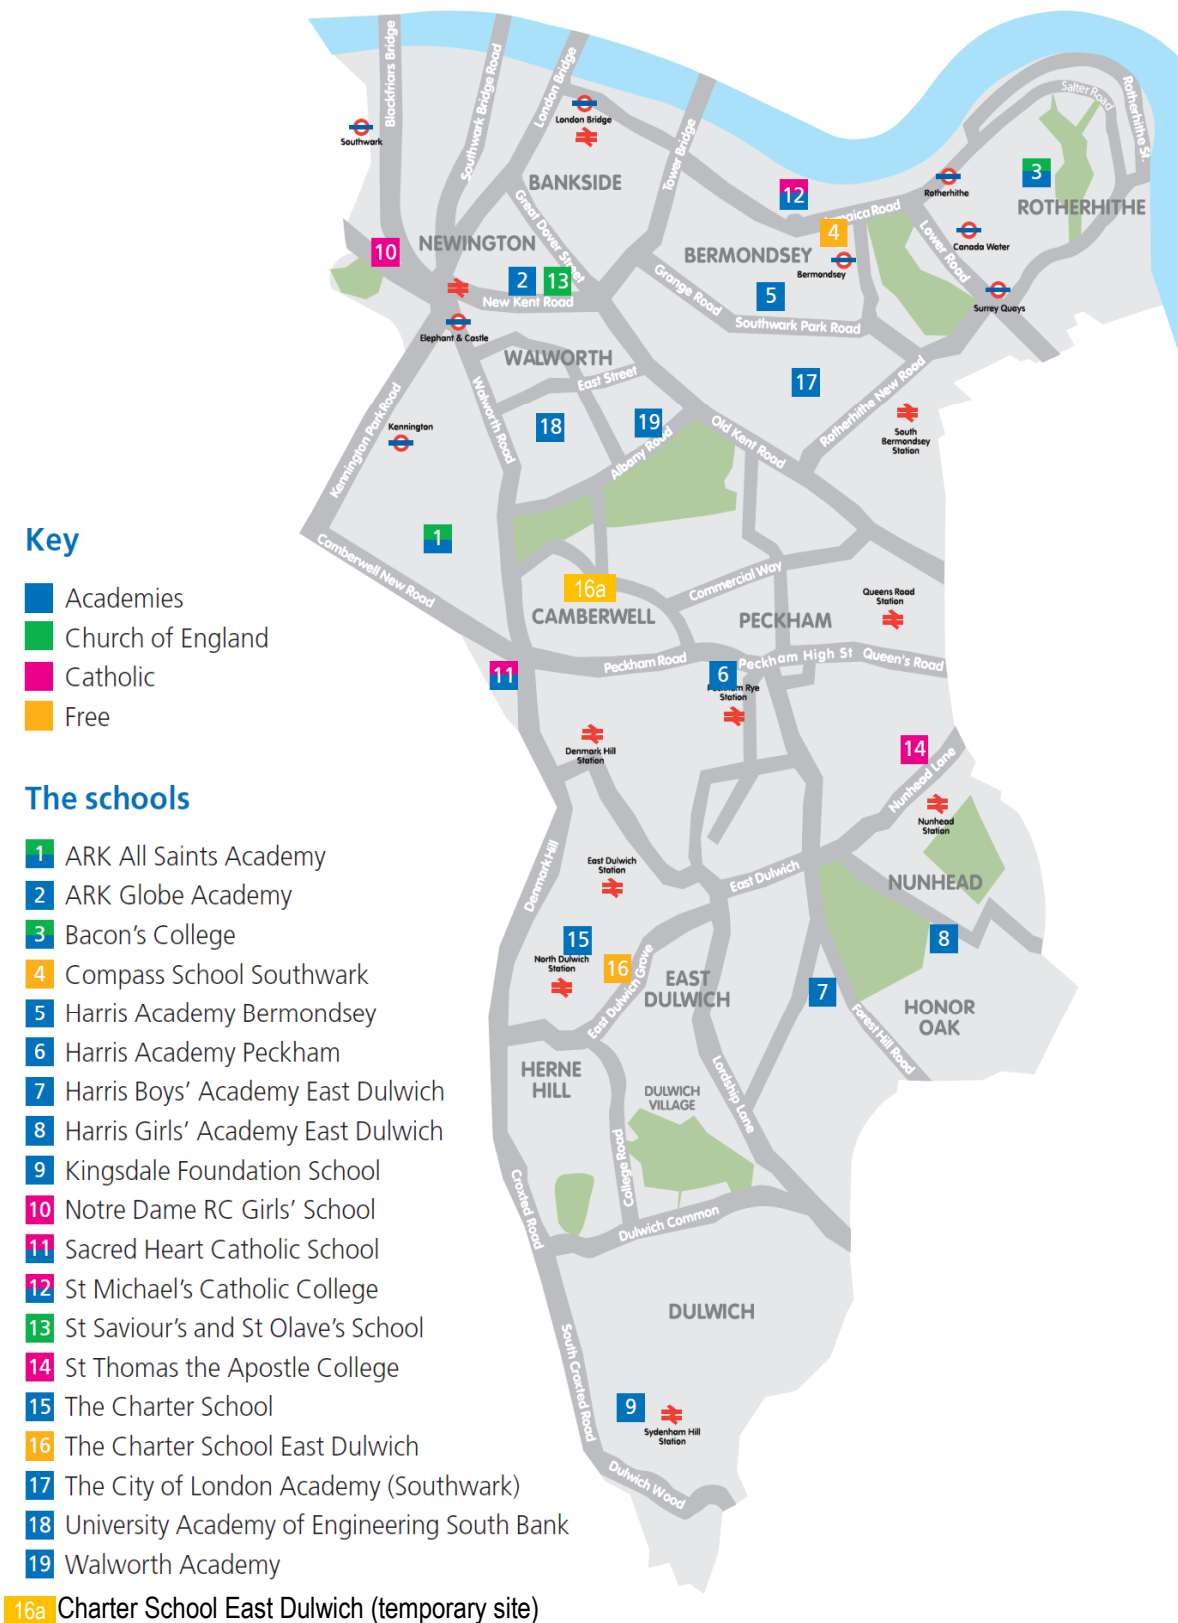 Blackfriars Bridge
Southwark Bridge Road
London Bridge
Tower Bridge
Southwark
London Bridge
BANKSIDE
Great Dover Street
NEWINGTON
10
2
13
New Kent Road
Elephant & Castle
12
Jamaica Road
4
BERMONDSEY
Bermondsey
Grange Road
5
Southwark Park Road
Rotherhithe
Salter Road
Rotherhithe St.
3
ROTHERHITHE
Canada Water
Lower Road
Surrey Quays
WALWORTH
East Street
17
Rotherhithe New Road
South
Bermondsey
Station
Kennington Park Road
Kennington
Walworth Road
18
19
Albany Road
Old Kent Road
1
Camberwell New Road
16a
CAMBERWELL
Commercial Way
PECKHAM
Queens Road
Station
11
Peckham Road
6
Peckham High St
Queen's Road
Peckham Rye
Station
Denmark Hill
Station
14
Nunhead Lane
Nunhead
Station
Denmark Hill
East Dulwich
Station
East Dulwich
NUNHEAD
15
North Dulwich
Station
16
East Dulwich Grove
EAST
DULWICH
7
8
HONOR
OAK
Forest Hill Road
HERNE
HILL
DULWICH
VILLAGE
Lordship Lane
College Road
Croxted Road
Dulwich Common
DULWICH
South Croxted Road
9
Sydenham Hill
Station
Dulwich Wood
Key
Academies
Church of England
Catholic
Free
The schools
1 ARK All Saints Academy
2 ARK Globe Academy
3 Bacon's College
4 Compass School Southwark
5 Harris Academy Bermondsey
6 Harris Academy Peckham
7 Harris Boys' Academy East Dulwich
8 Harris Girls' Academy East Dulwich
9 Kingsdale Foundation School
10 Notre Dame RC Girls' School
11 Sacred Heart Catholic School
12 St Michael's Catholic College
13 St Saviour's and St Olave's School
14 St Thomas the Apostle College
15 The Charter School
16 The Charter School East Dulwich
17 The City of London Academy (Southwark)
18 University Academy of Engineering South Bank
19 Walworth Academy
16a Charter School East Dulwich (temporary site)